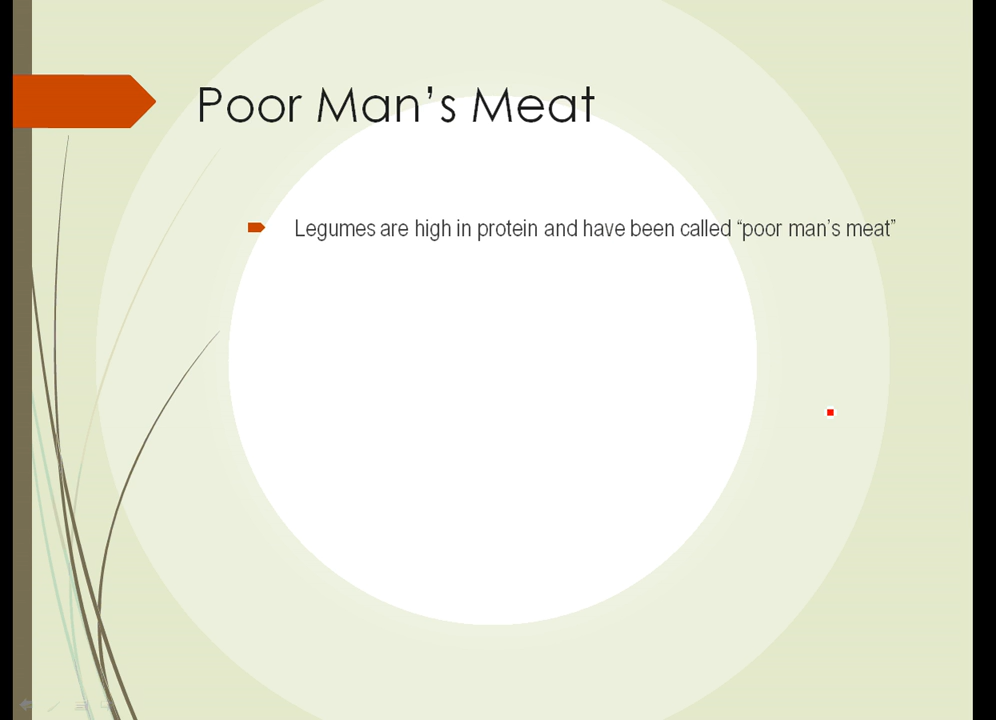 Poor Man’s Meat
Legumes are high in protein and have been called “poor man’s meat”